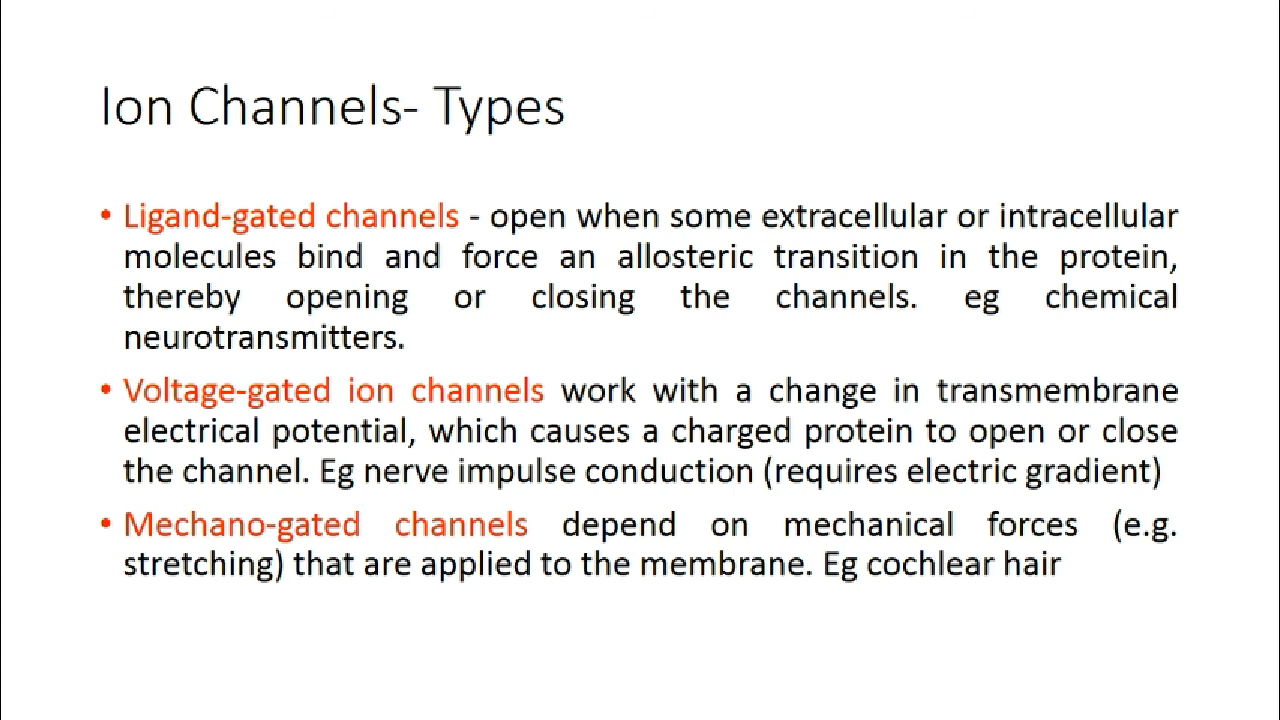 Ion Channels- Types
• Ligand-gated channels - open when some extracellular or intracellular
molecules bind and force an allosteric transition in the protein,
thereby opening or closing the channels. eg chemical
neurotransmitters.
• Voltage-gated ion channels work with a change in transmembrane
electrical potential, which causes a charged protein to open or close
the channel. Eg nerve impulse conduction (requires electric gradient)
• Mechano-gated channels depend on mechanical forces (e.g.
stretching) that are applied to the membrane. Eg cochlear hair